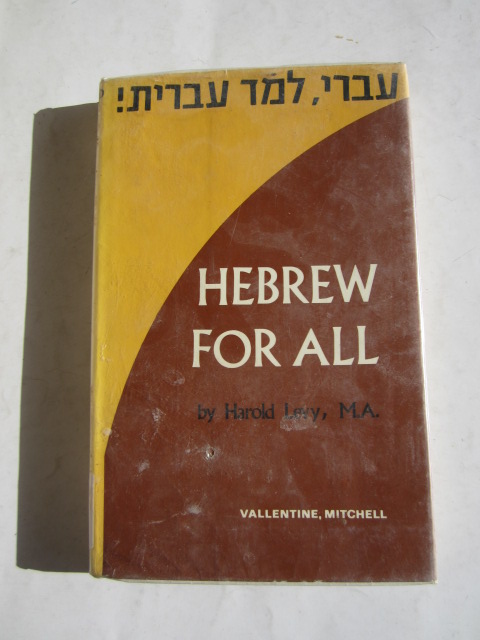 עברי, למד עברית!
HEBREW
FOR ALL
by Harold Levy, M.A.
VALLENTINE, MITCHELL